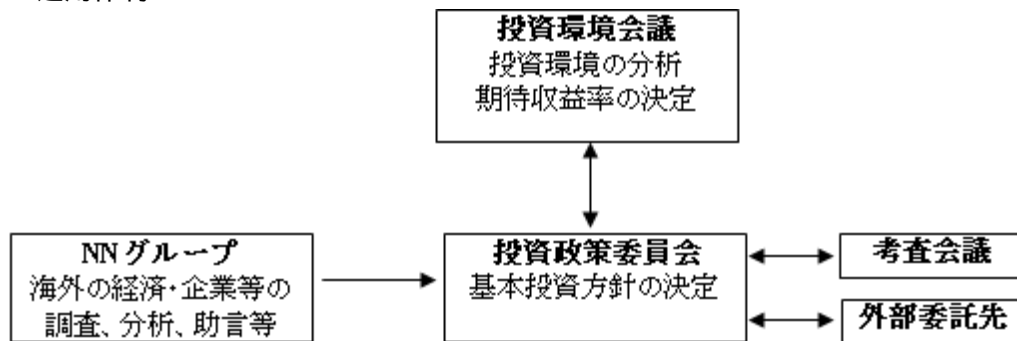 投資環境会議
投資環境の分析
期待収益率の決定
NNグループ
海外の経済・企業等の
調査、分析、助言等
投資政策委員会
基本投資方針の決定
考査会議
外部委託先